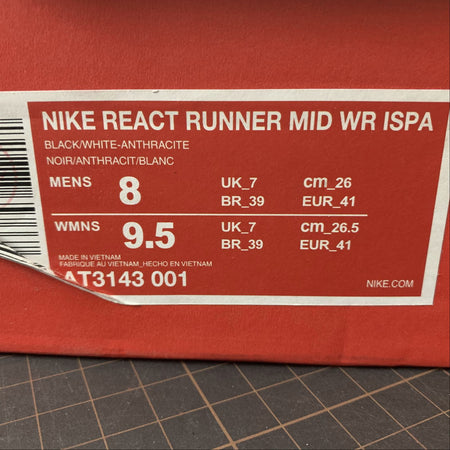 NIKE REACT RUNNER MID WR ISPA
BLACK/WHITE-ANTHRACITE
NOIR/ANTHRACIT/BLANC
MENS 8 UK_7 cm_26
BR_39 EUR_41
WMNS 9.5 UK_7 cm_26.5
BR_39 EUR_41
MADE IN VIETNAM
FABRIQUE AU VIETNAM_HECHO EN VIETNAM
AT3143 001 NIKE.COM